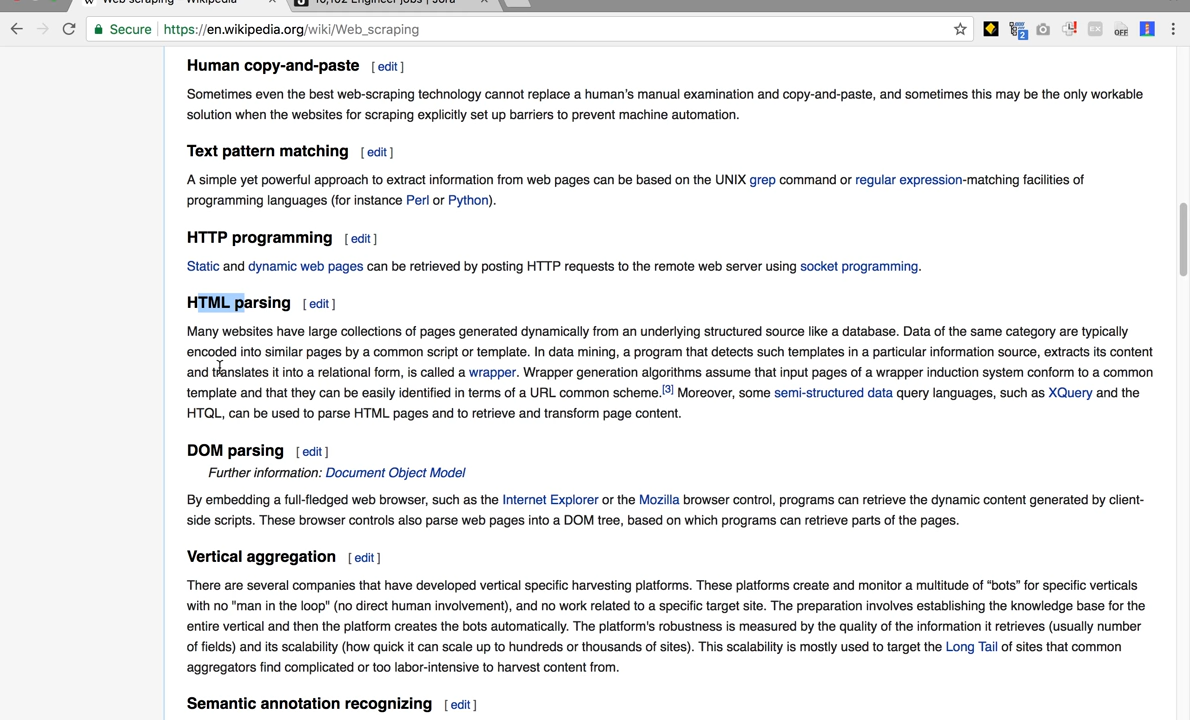 Web scraping - Wikipedia
10,102 Engineer jobs | Jora
Secure https://en.wikipedia.org/wiki/Web_scraping
2
EX
OFF
Human copy-and-paste [ edit ]
Sometimes even the best web-scraping technology cannot replace a human's manual examination and copy-and-paste, and sometimes this may be the only workable
solution when the websites for scraping explicitly set up barriers to prevent machine automation.
Text pattern matching [ edit ]
A simple yet powerful approach to extract information from web pages can be based on the UNIX grep command or regular expression-matching facilities of
programming languages (for instance Perl or Python).
HTTP programming [ edit ]
Static and dynamic web pages can be retrieved by posting HTTP requests to the remote web server using socket programming.
HTML parsing [ edit ]
Many websites have large collections of pages generated dynamically from an underlying structured source like a database. Data of the same category are typically
encoded into similar pages by a common script or template. In data mining, a program that detects such templates in a particular information source, extracts its content
and translates it into a relational form, is called a wrapper. Wrapper generation algorithms assume that input pages of a wrapper induction system conform to a common
template and that they can be easily identified in terms of a URL common scheme.[3] Moreover, some semi-structured data query languages, such as XQuery and the
HTQL, can be used to parse HTML pages and to retrieve and transform page content.
DOM parsing [ edit ]
Further information: Document Object Model
By embedding a full-fledged web browser, such as the Internet Explorer or the Mozilla browser control, programs can retrieve the dynamic content generated by client-
side scripts. These browser controls also parse web pages into a DOM tree, based on which programs can retrieve parts of the pages.
Vertical aggregation [ edit ]
There are several companies that have developed vertical specific harvesting platforms. These platforms create and monitor a multitude of “bots” for specific verticals
with no "man in the loop" (no direct human involvement), and no work related to a specific target site. The preparation involves establishing the knowledge base for the
entire vertical and then the platform creates the bots automatically. The platform's robustness is measured by the quality of the information it retrieves (usually number
of fields) and its scalability (how quick it can scale up to hundreds or thousands of sites). This scalability is mostly used to target the Long Tail of sites that common
aggregators find complicated or too labor-intensive to harvest content from.
Semantic annotation recognizing [ edit ]